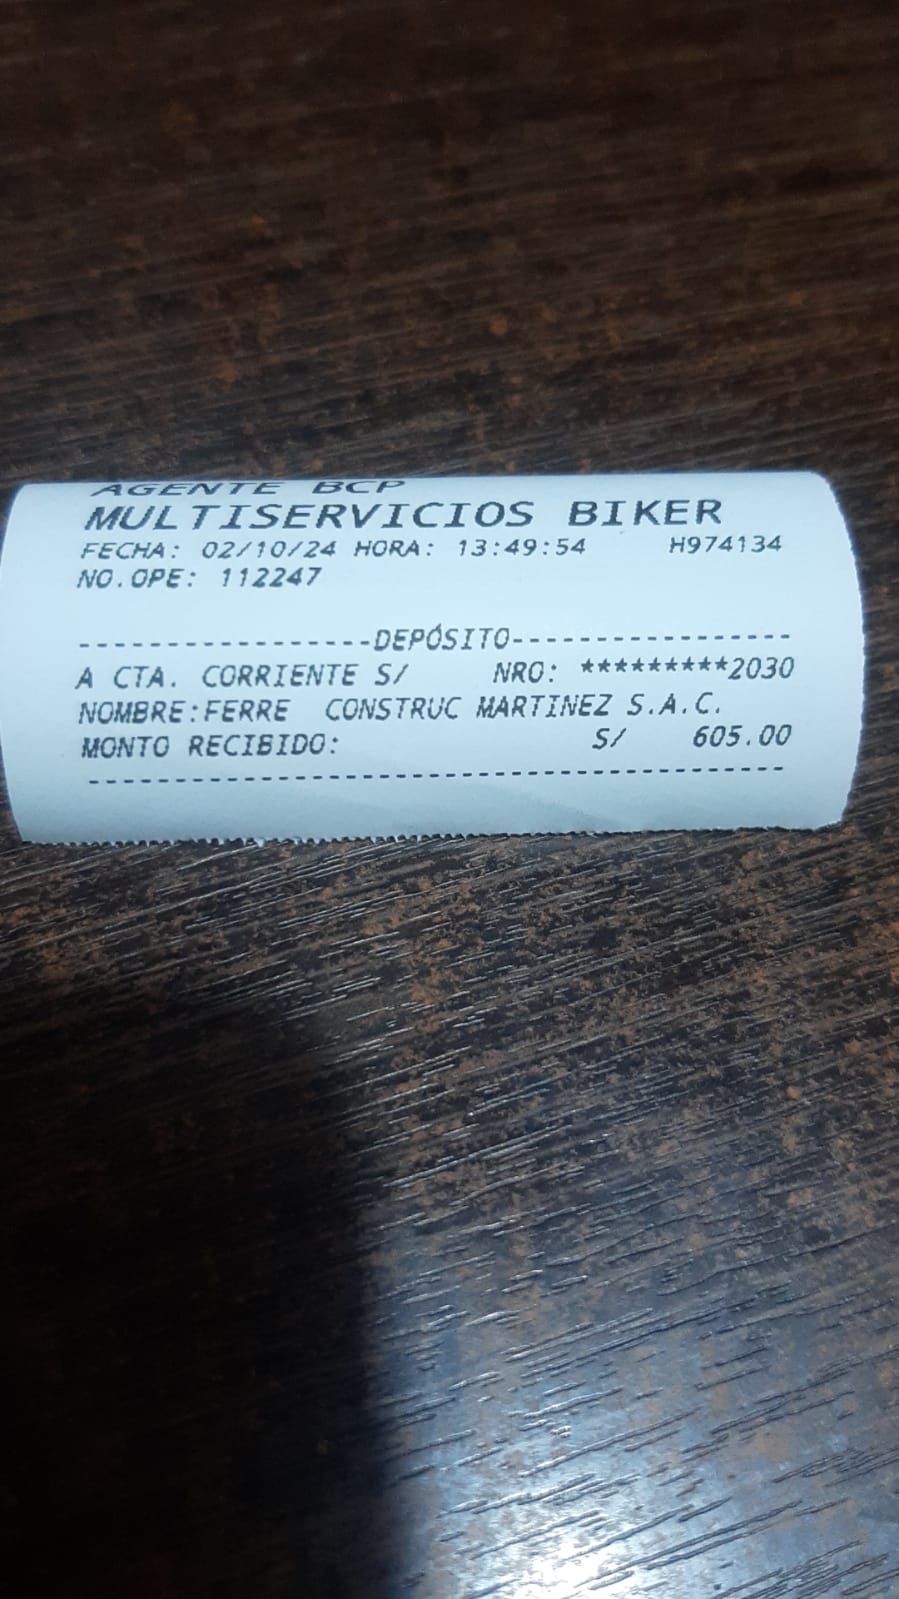 AGENTE BCP
MULTISERVICIOS BIKER
FECHA: 02/10/24 HORA: 13:49:54 H974134
NO.OPE: 112247
-----------------DEPÓSITO-----------------
A CTA. CORRIENTE S/ NRO: *********2030
NOMBRE:FERRE CONSTRUC MARTINEZ S.A.C.
MONTO RECIBIDO: S/ 605.00
------------------------------------------